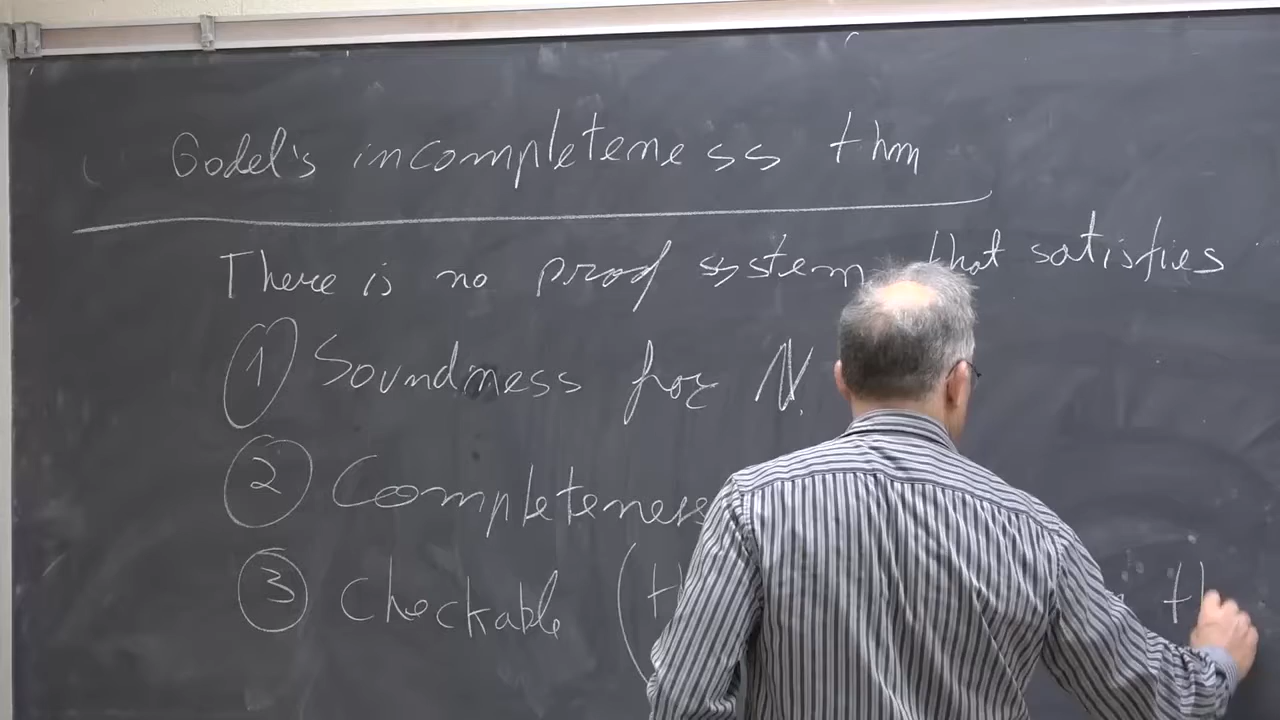 Godel's incompleteness thm
There is no proof system that satisfies
① Soundness for N.
② Completeness
③ Checkable (